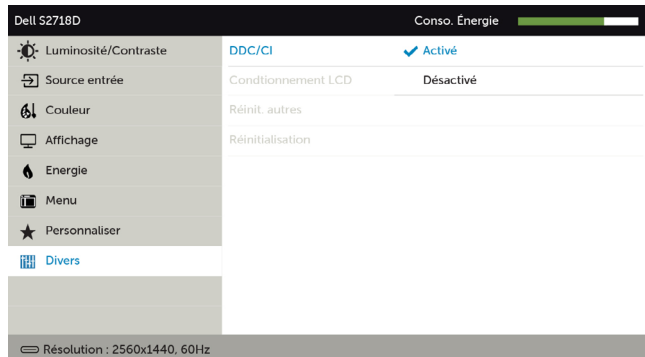 Dell S2718D Conso. Énergie
Luminosité/Contraste DDC/CI Activé
Source entrée Condtionnement LCD Désactivé
Couleur Réinit. autres
Affichage Réinitialisation
Energie
Menu
Personnaliser
Divers
Résolution : 2560x1440, 60Hz